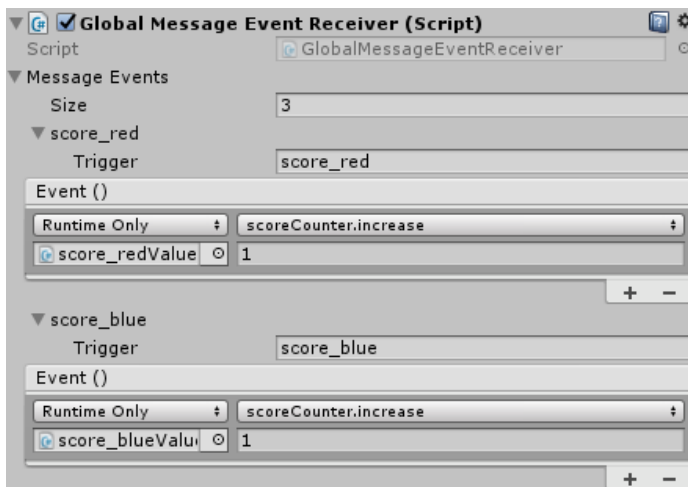 Global Message Event Receiver (Script)
Script GlobalMessageEventReceiver
Message Events
Size 3
score_red
Trigger score_red
Event ()
Runtime Only scoreCounter.increase
score_redValue 1
+ −
score_blue
Trigger score_blue
Event ()
Runtime Only scoreCounter.increase
score_blueValu 1
+ −